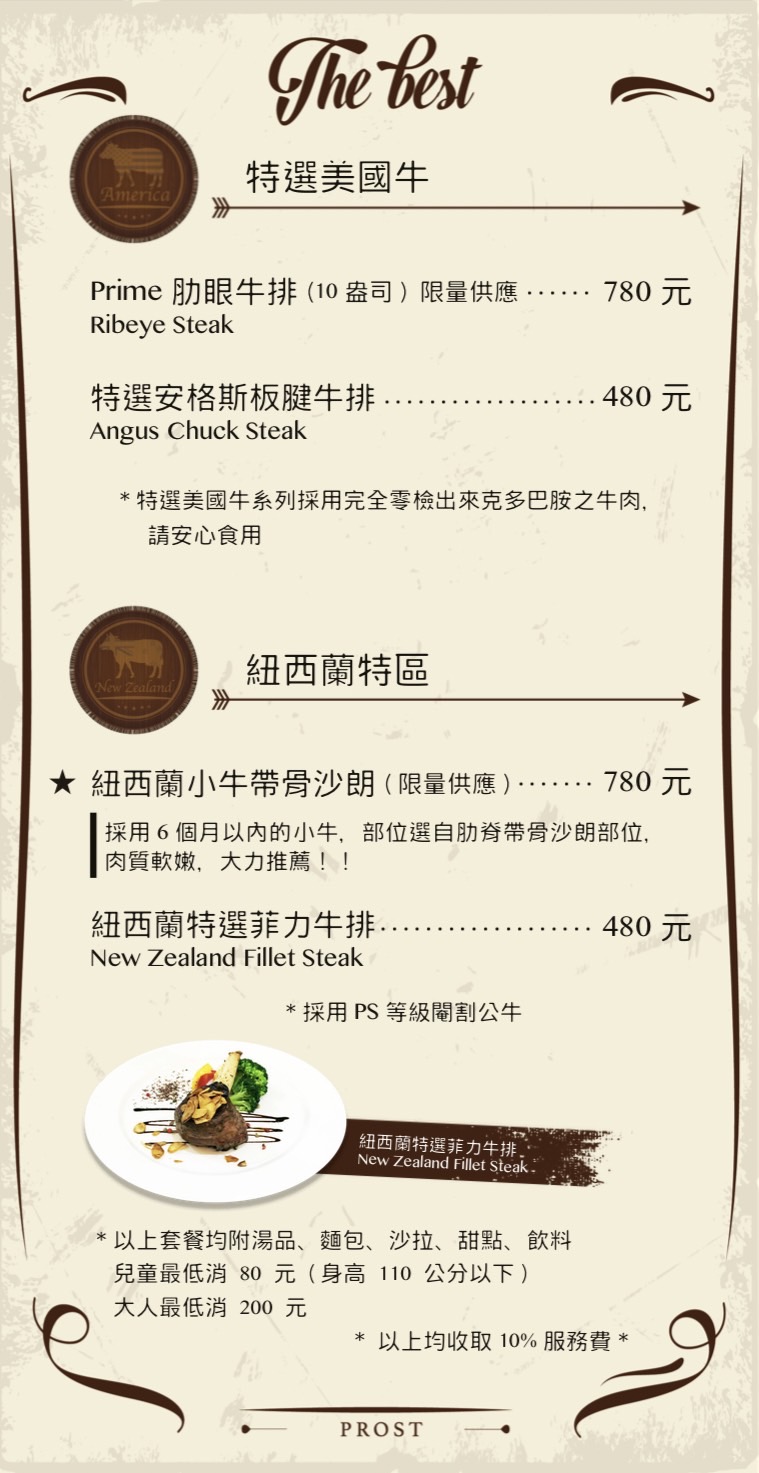 The best
America
特選美國牛
Prime 肋眼牛排 (10 盎司) 限量供應 ······ 780 元
Ribeye Steak
特選安格斯板腱牛排 ··················· 480 元
Angus Chuck Steak
* 特選美國牛系列採用完全零檢出來克多巴胺之牛肉,
請安心食用
New Zealand
紐西蘭特區
★ 紐西蘭小牛帶骨沙朗 (限量供應) ······· 780 元
採用 6 個月以內的小牛, 部位選自肋脊帶骨沙朗部位,
肉質軟嫩, 大力推薦!!
紐西蘭特選菲力牛排··················· 480 元
New Zealand Fillet Steak
* 採用 PS 等級閹割公牛
紐西蘭特選菲力牛排
New Zealand Fillet Steak
* 以上套餐均附湯品、麵包、沙拉、甜點、飲料
兒童最低消 80 元 (身高 110 公分以下)
大人最低消 200 元
* 以上均收取 10% 服務費 *
PROST